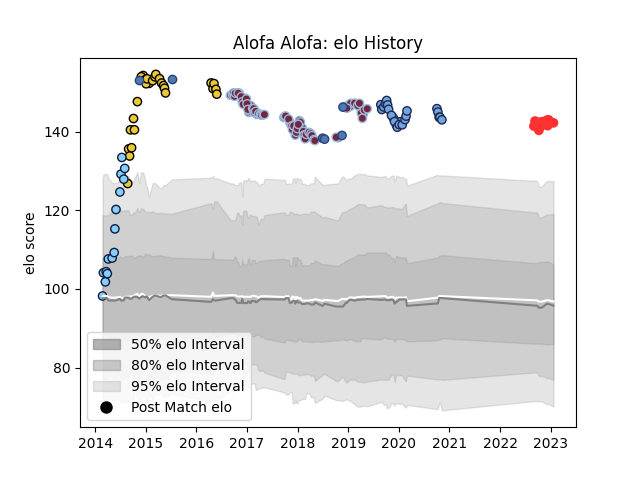 Alofa Alofa: elo History
elo score
140
120
100
80
50% elo Interval
80% elo Interval
95% elo Interval
Post Match elo
2014 2015 2016 2017 2018 2019 2020 2021 2022 2023